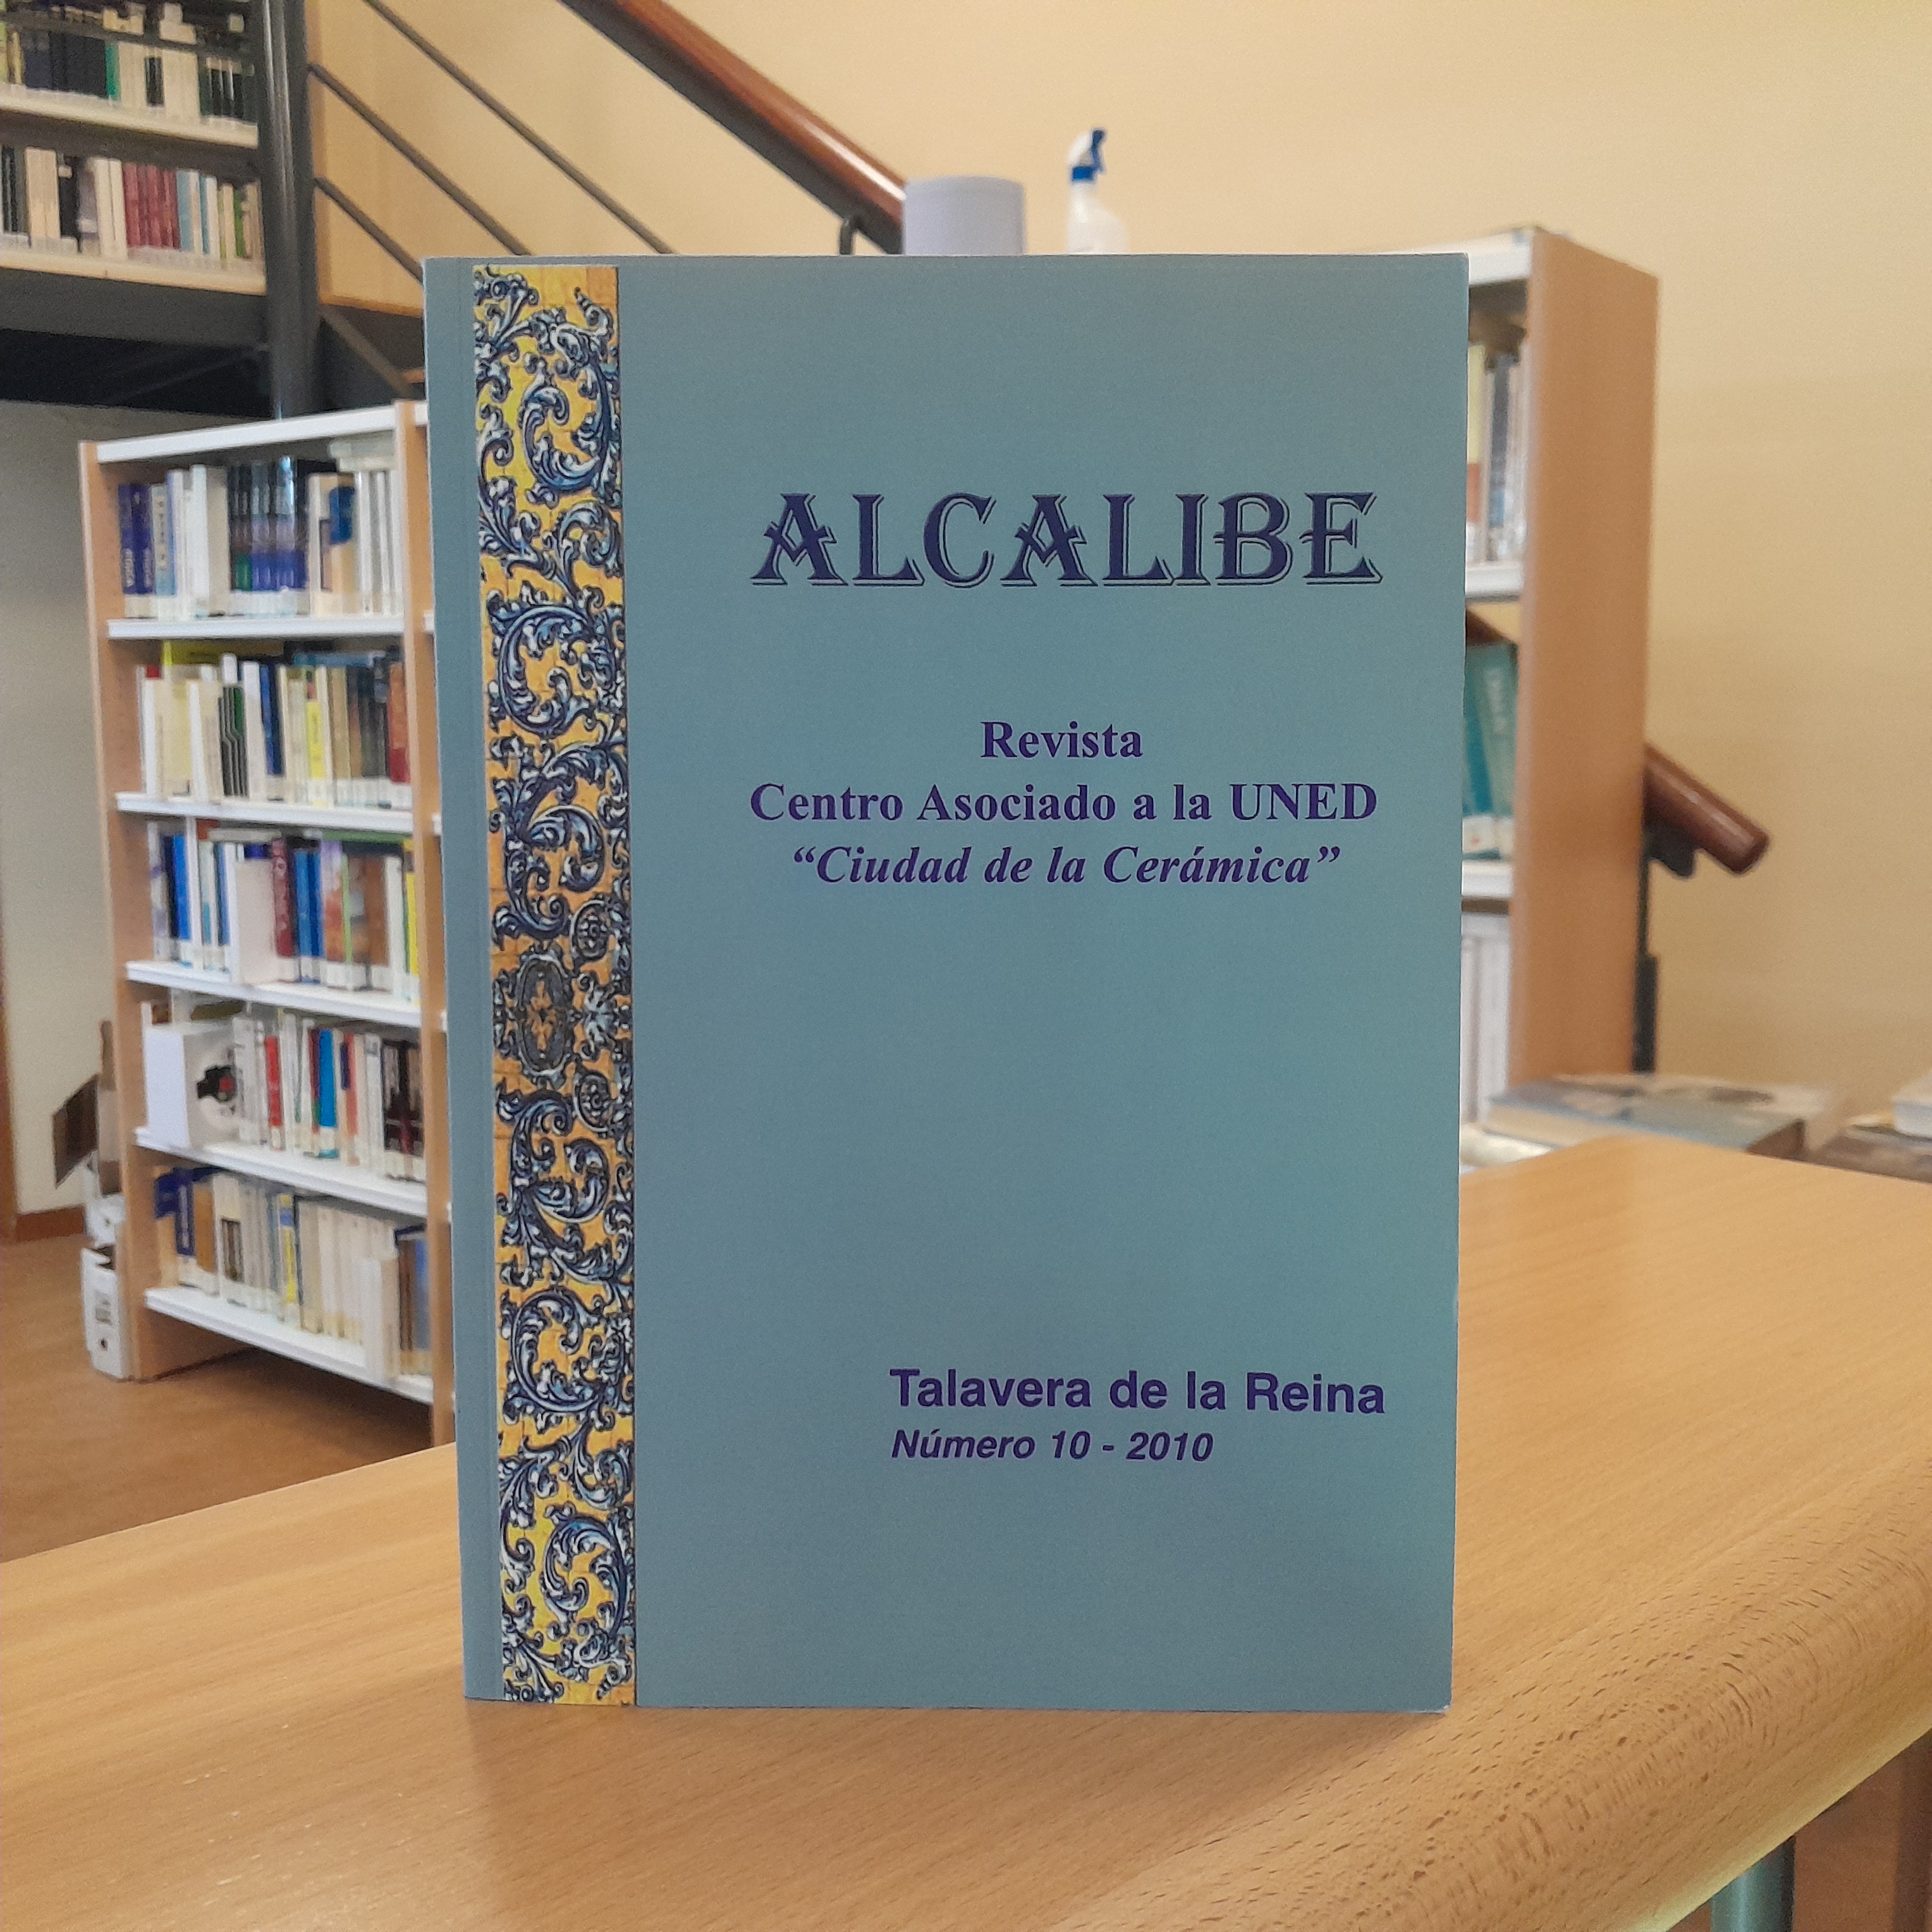 ALCALIBE
Revista
Centro Asociado a la UNED
“Ciudad de la Cerámica”
Talavera de la Reina
Número 10 - 2010